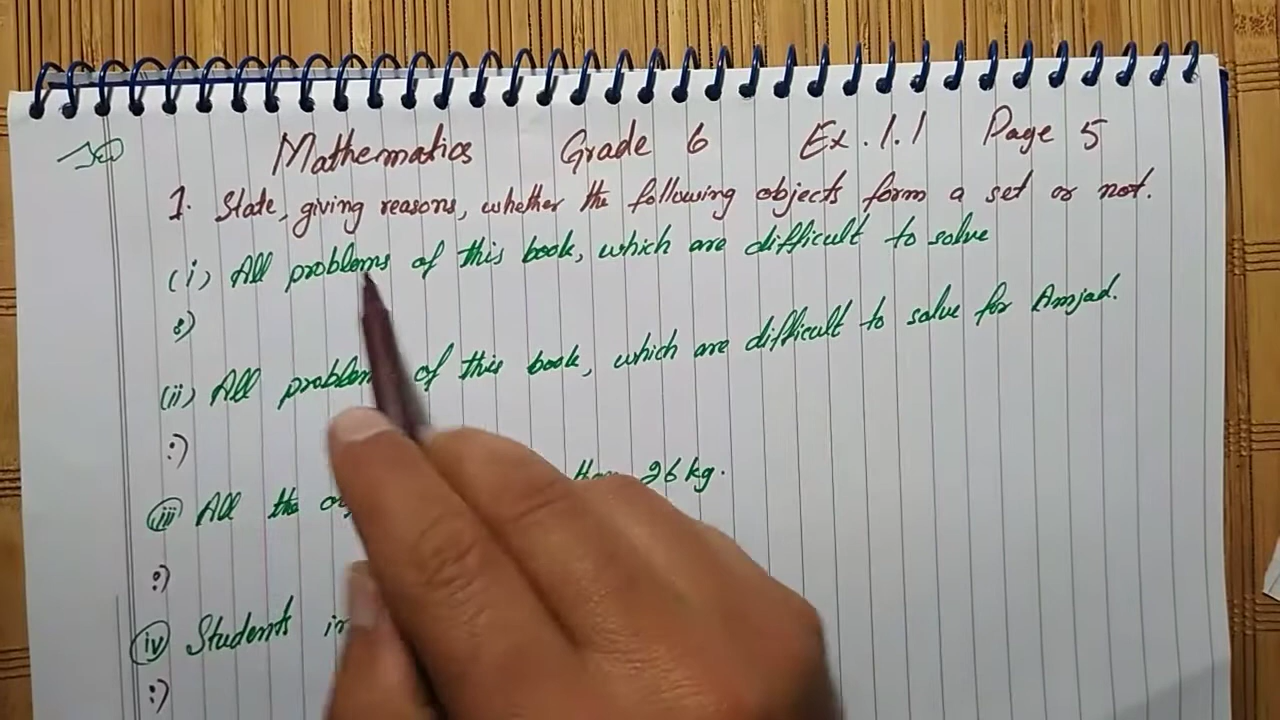 Mathematics Grade 6 Ex. 1.1 Page 5
1. State, giving reasons, whether the following objects form a set or not.
(i) All problems of this book, which are difficult to solve
:)
(ii) All problem of this book, which are difficult to solve for Amjad.
:)
(iii) All the 26 kg.
:)
(iv) Students
:)